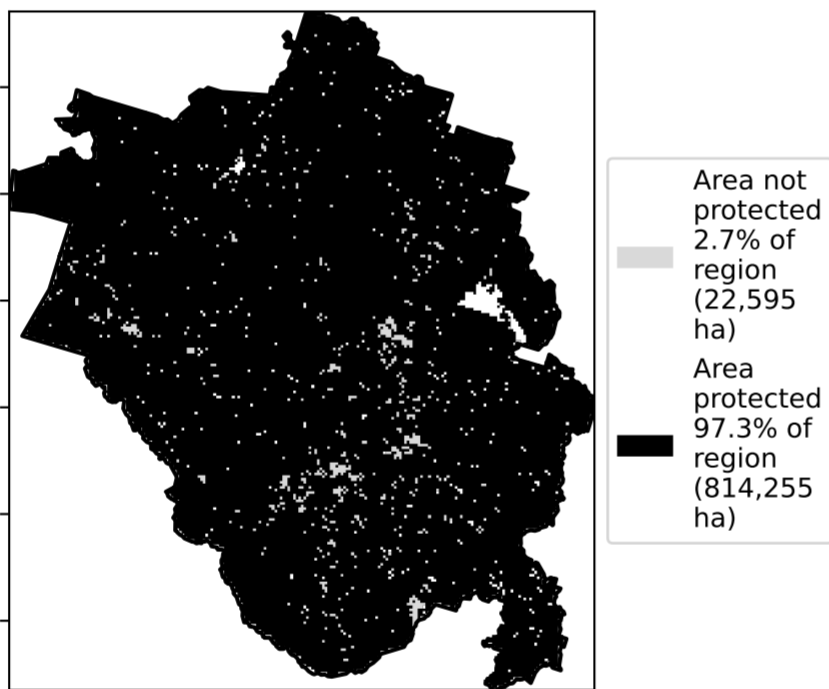 Area not
protected
2.7% of
region
(22,595
ha)
Area
protected
97.3% of
region
(814,255
ha)